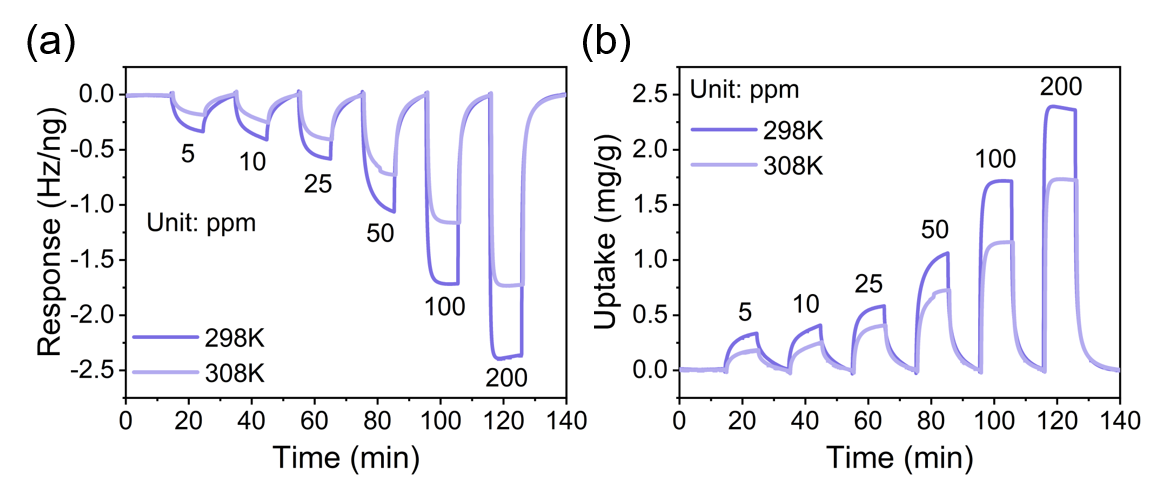 (a)
0.0
-0.5
-1.0
-1.5
-2.0
-2.5
Response (Hz/ng)
5
10
25
50
100
200
Unit: ppm
298K
308K
0 20 40 60 80 100 120 140
Time (min)
(b)
2.5
2.0
1.5
1.0
0.5
0.0
Uptake (mg/g)
Unit: ppm
298K
308K
5
10
25
50
100
200
0 20 40 60 80 100 120 140
Time (min)